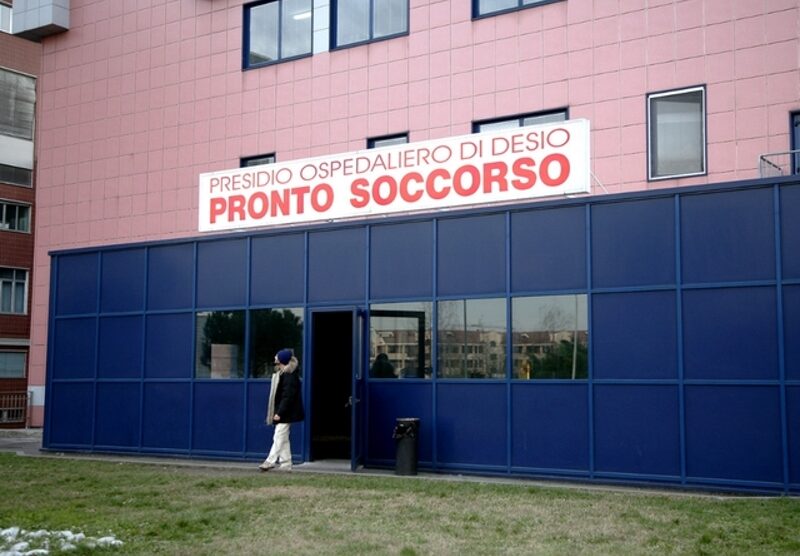 PRESIDIO OSPEDALIERO DI DESIO
PRONTO SOCCORSO